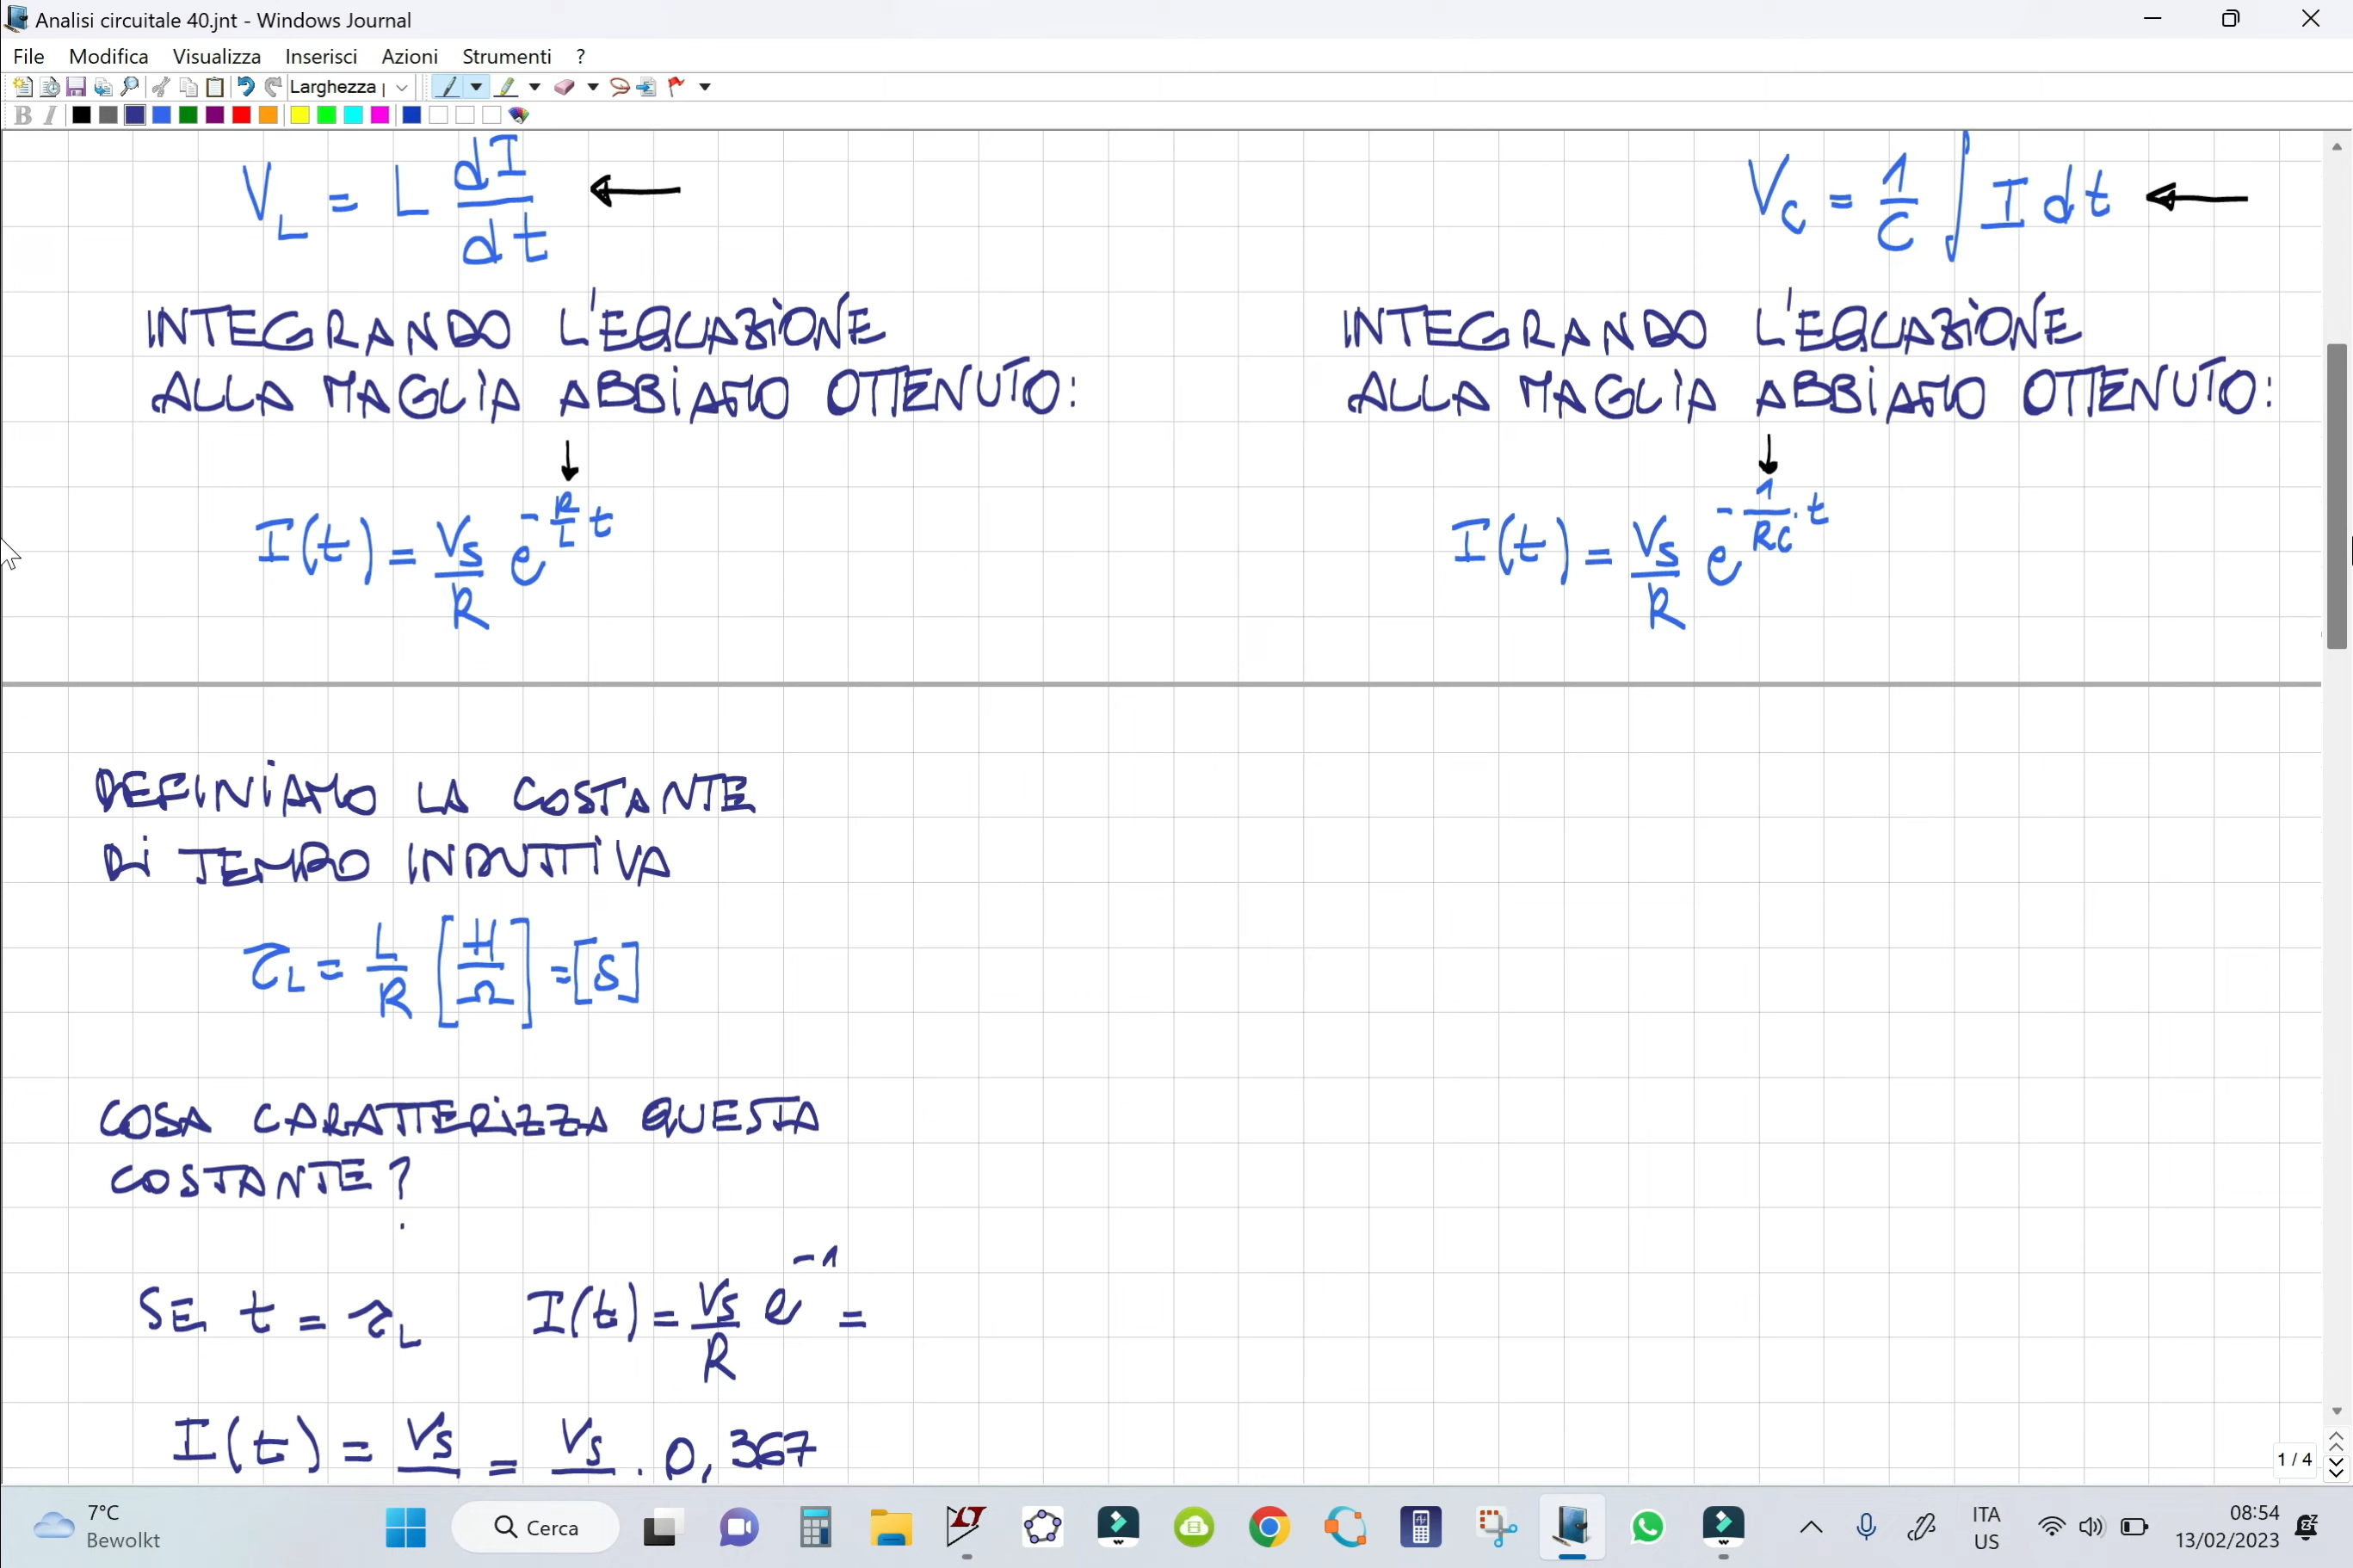 Analisi circuitale 40.jnt - Windows Journal
File Modifica Visualizza Inserisci Azioni Strumenti ?
Larghezza
B I
V_L = L dI/dt ←
V_C = 1/C ∫ I dt ←
INTEGRANDO L'EQUAZIONE
ALLA MAGLIA ABBIAMO OTTENUTO:
↓
I(t) = Vs/R e^(-R/L t)
INTEGRANDO L'EQUAZIONE
ALLA MAGLIA ABBIAMO OTTENUTO:
↓
I(t) = Vs/R e^(-1/RC · t)
DEFINIAMO LA COSTANTE
DI TEMPO INDUTTIVA
τ_L = L/R [H/Ω] = [s]
COSA CARATTERIZZA QUESTA
COSTANTE?
SE t = τ_L I(t) = Vs/R e^-1 =
I(t) = Vs = Vs · 0,367
1 / 4
7°C
Bewolkt
Cerca
ITA
US
08:54
13/02/2023